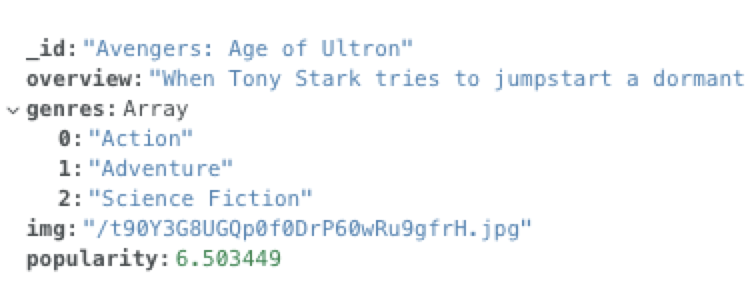 _id: "Avengers: Age of Ultron"
overview: "When Tony Stark tries to jumpstart a dormant
genres: Array
0: "Action"
1: "Adventure"
2: "Science Fiction"
img: "/t90Y3G8UGQp0f0DrP60wRu9gfrH.jpg"
popularity: 6.503449